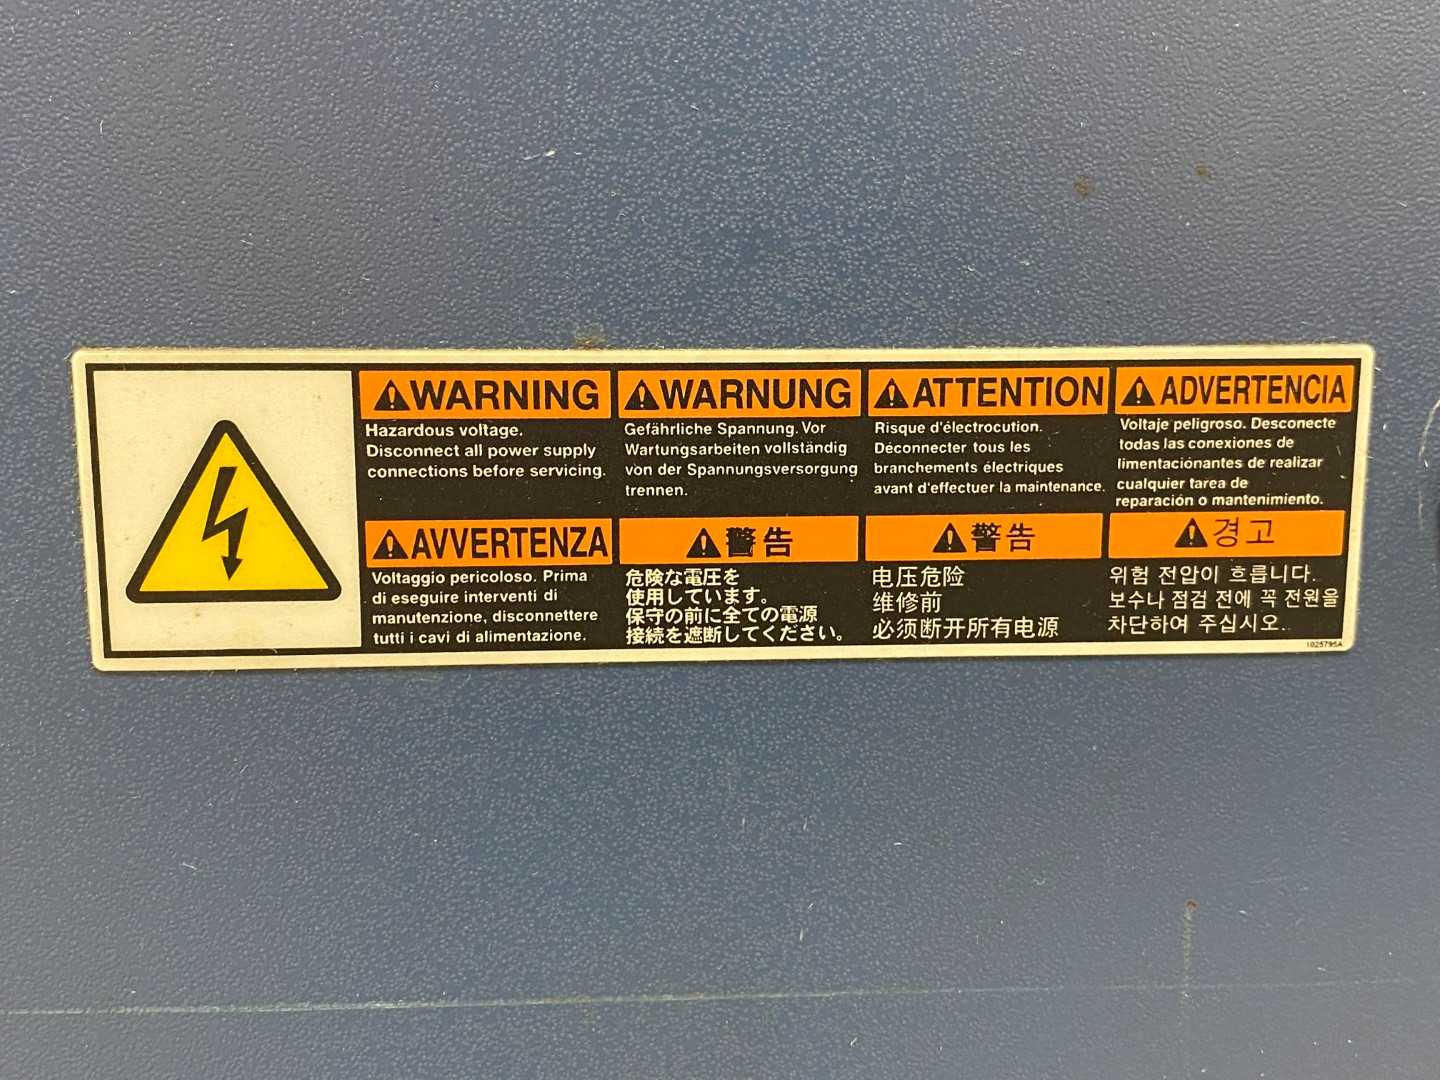 WARNING
Hazardous voltage.
Disconnect all power supply
connections before servicing.
WARNUNG
Gefährliche Spannung. Vor
Wartungsarbeiten vollständig
von der Spannungsversorgung
trennen.
ATTENTION
Risque d'électrocution.
Déconnecter tous les
branchements électriques
avant d'effectuer la maintenance.
ADVERTENCIA
Voltaje peligroso. Desconecte
todas las conexiones de
limentaciónantes de realizar
cualquier tarea de
reparación o mantenimiento.
AVVERTENZA
Voltaggio pericoloso. Prima
di eseguire interventi di
manutenzione, disconnettere
tutti i cavi di alimentazione.
警告
危険な電圧を
使用しています。
保守の前に全ての電源
接続を遮断してください。
警告
电压危险
维修前
必须断开所有电源
경고
위험 전압이 흐릅니다.
보수나 점검 전에 꼭 전원을
차단하여 주십시오.
1025795A